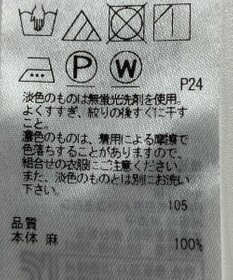 P W
P24
淡色のものは無蛍光洗剤を使用。
よくすすぎ、絞りの後すぐに干す
こと。
濃色のものは、着用による摩擦で
色落ちすることがありますので、
組合せの衣服にご注意ください。
また、淡色のものとは別にお洗い
下さい。
105
品質
本体 麻 100%